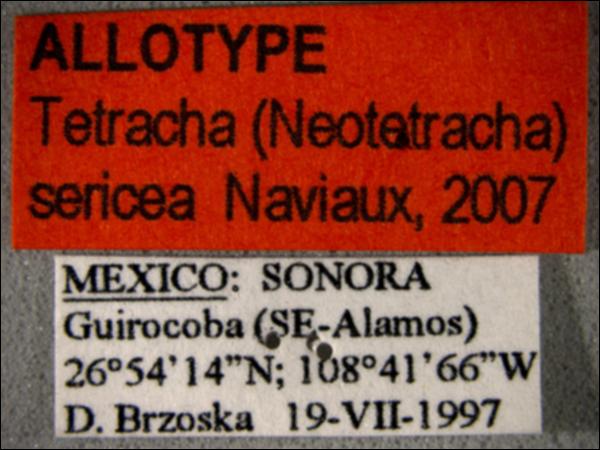 ALLOTYPE
Tetracha (Neotetracha)
sericea Naviaux, 2007
MEXICO: SONORA
Guirocoba (SE-Alamos)
26°54'14”N; 108°41'66”W
D. Brzoska 19-VII-1997